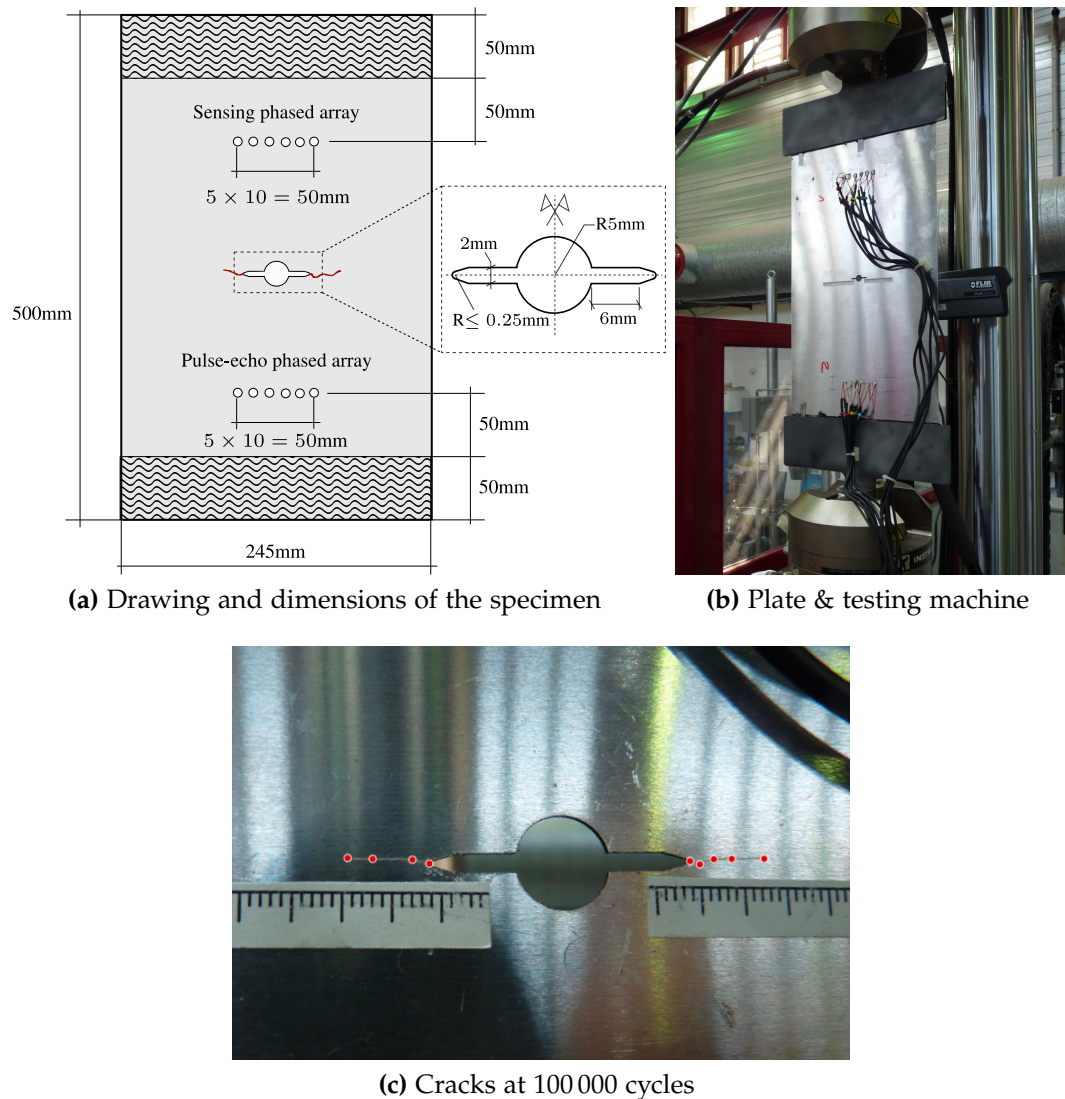 50mm
Sensing phased array
50mm
5 × 10 = 50mm
R5mm
2mm
R≤ 0.25mm
6mm
500mm
Pulse-echo phased array
5 × 10 = 50mm
50mm
50mm
245mm
(a) Drawing and dimensions of the specimen
FLIR
N
INST
(b) Plate & testing machine
(c) Cracks at 100 000 cycles